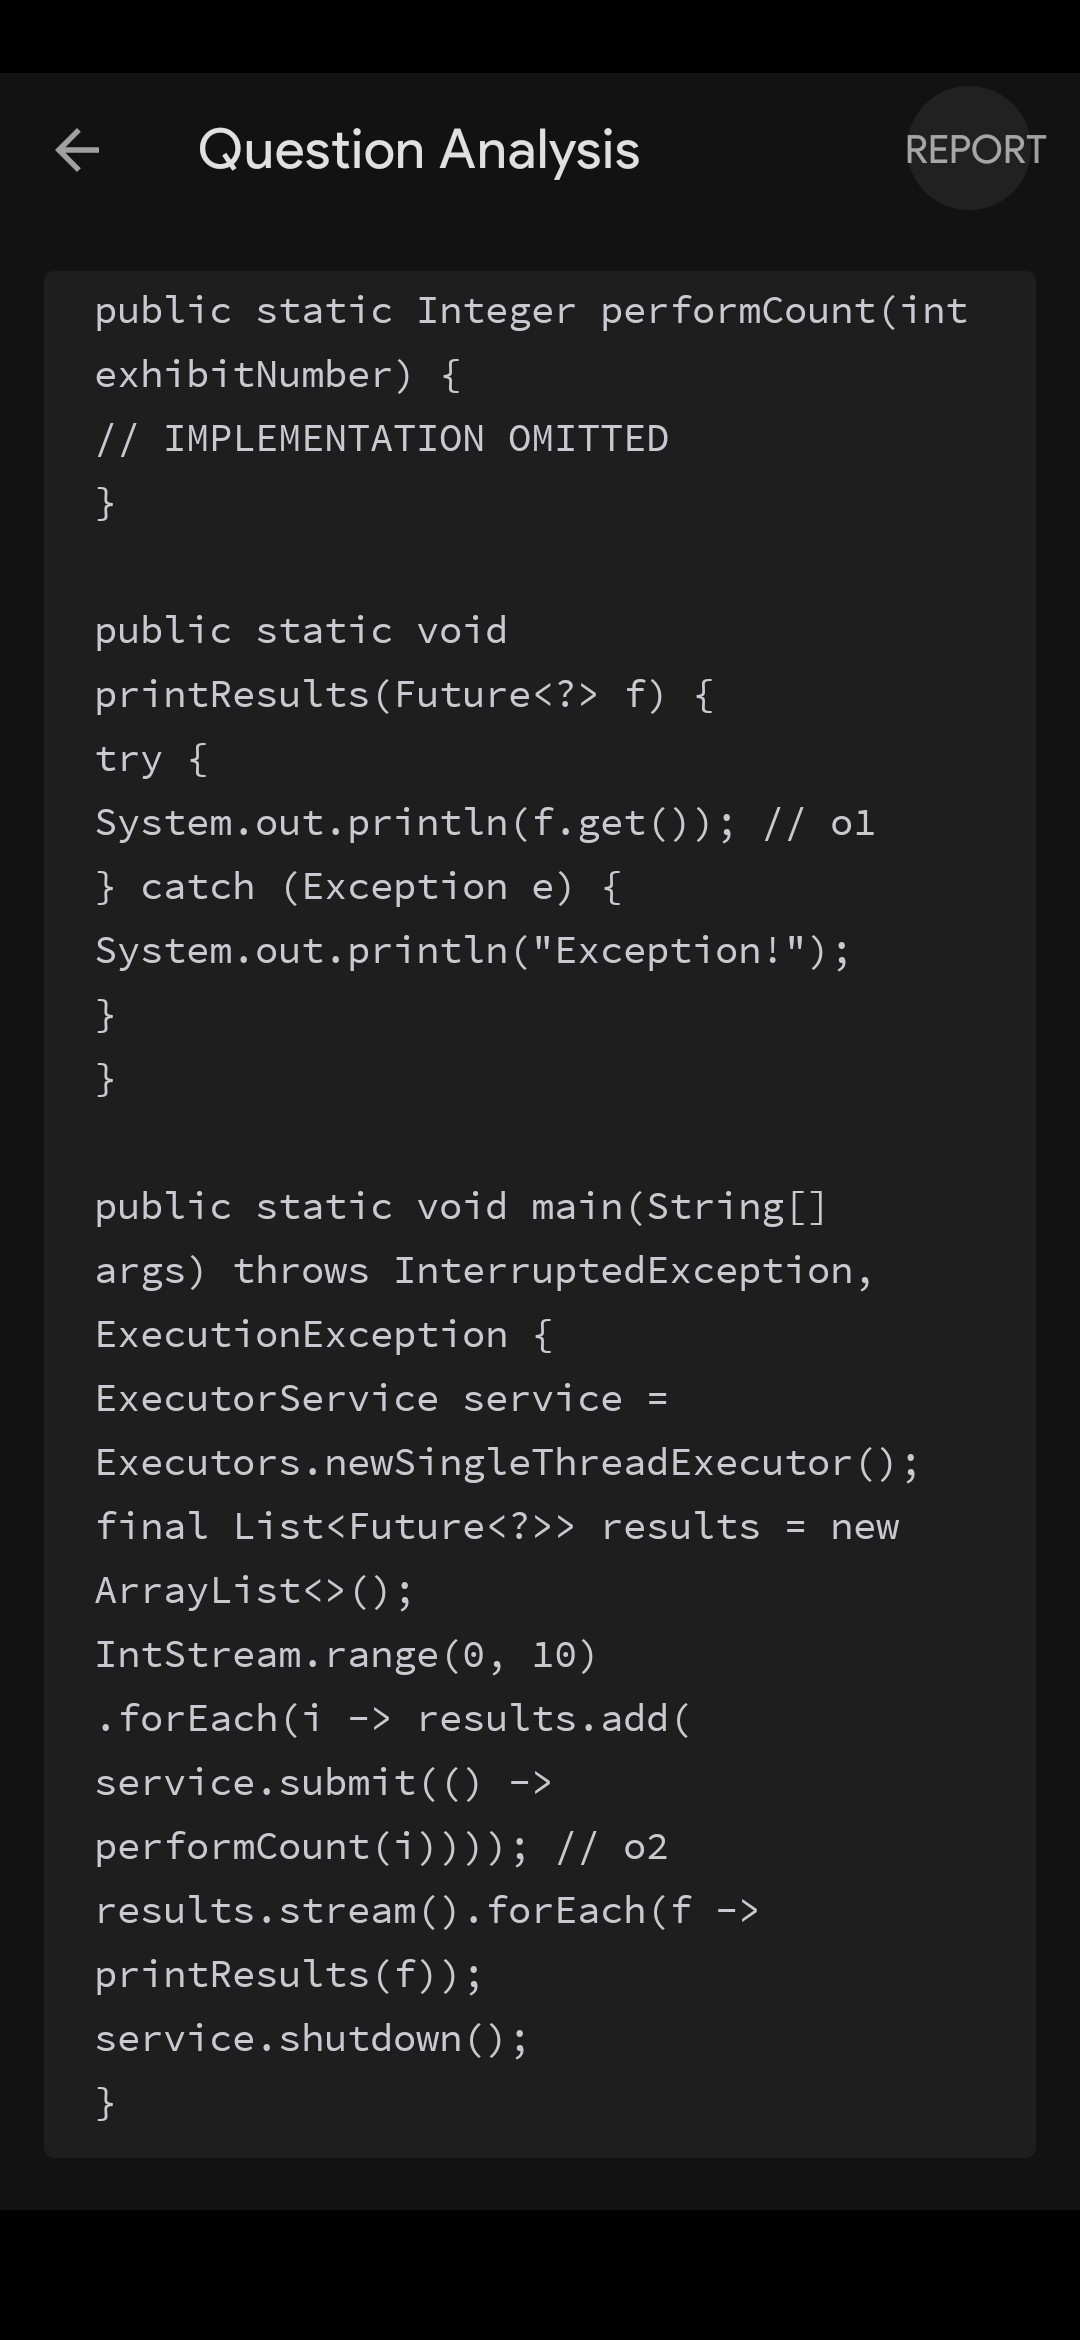 Question Analysis
REPORT
public static Integer performCount(int
exhibitNumber) {
// IMPLEMENTATION OMITTED
}
public static void
printResults(Future<?> f) {
try {
System.out.println(f.get()); // o1
} catch (Exception e) {
System.out.println("Exception!");
}
}
public static void main(String[]
args) throws InterruptedException,
ExecutionException {
ExecutorService service =
Executors.newSingleThreadExecutor();
final List<Future<?>> results = new
ArrayList<>();
IntStream.range(0, 10)
.forEach(i -> results.add(
service.submit(() ->
performCount(i)))); // o2
results.stream().forEach(f ->
printResults(f));
service.shutdown();
}